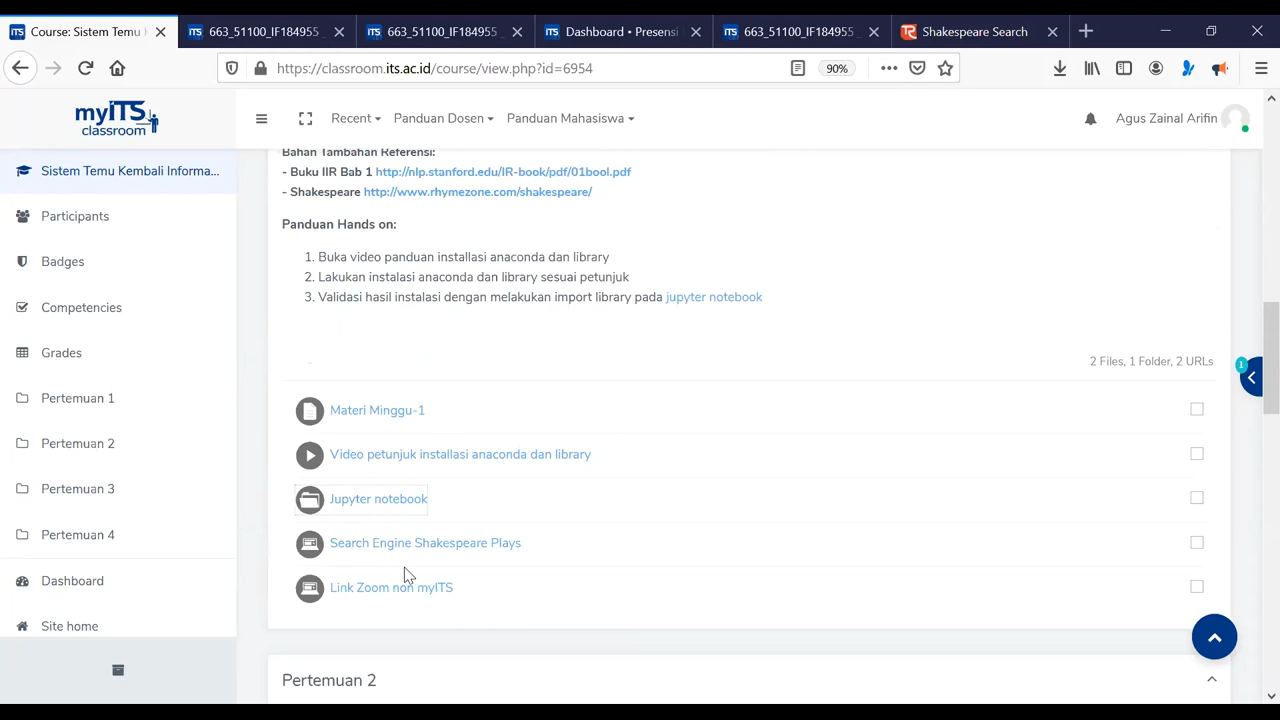 Course: Sistem Temu K
663_51100_IF184955_
663_51100_IF184955_
Dashboard • Presensi
663_51100_IF184955_
Shakespeare Search
https://classroom.its.ac.id/course/view.php?id=6954
90%
myITS
classroom
Recent
Panduan Dosen
Panduan Mahasiswa
Agus Zainal Arifin
Sistem Temu Kembali Informa...
Participants
Badges
Competencies
Grades
Pertemuan 1
Pertemuan 2
Pertemuan 3
Pertemuan 4
Dashboard
Site home
Bahan Tambahan Referensi:
- Buku IIR Bab 1 http://nlp.stanford.edu/IR-book/pdf/01bool.pdf
- Shakespeare http://www.rhymezone.com/shakespeare/
Panduan Hands on:
1. Buka video panduan installasi anaconda dan library
2. Lakukan instalasi anaconda dan library sesuai petunjuk
3. Validasi hasil instalasi dengan melakukan import library pada jupyter notebook
2 Files, 1 Folder, 2 URLs
1
Materi Minggu-1
Video petunjuk installasi anaconda dan library
Jupyter notebook
Search Engine Shakespeare Plays
Link Zoom non myITS
Pertemuan 2